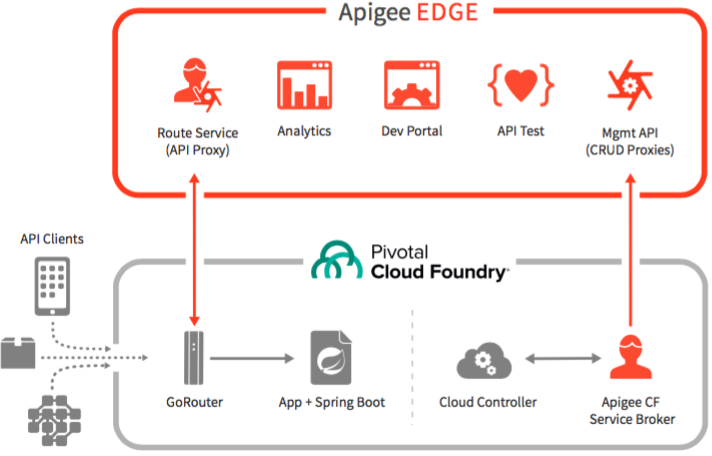 Apigee EDGE
Route Service
(API Proxy)
Analytics
Dev Portal
API Test
Mgmt API
(CRUD Proxies)
API Clients
Pivotal
Cloud Foundry
GoRouter
App + Spring Boot
Cloud Controller
Apigee CF
Service Broker